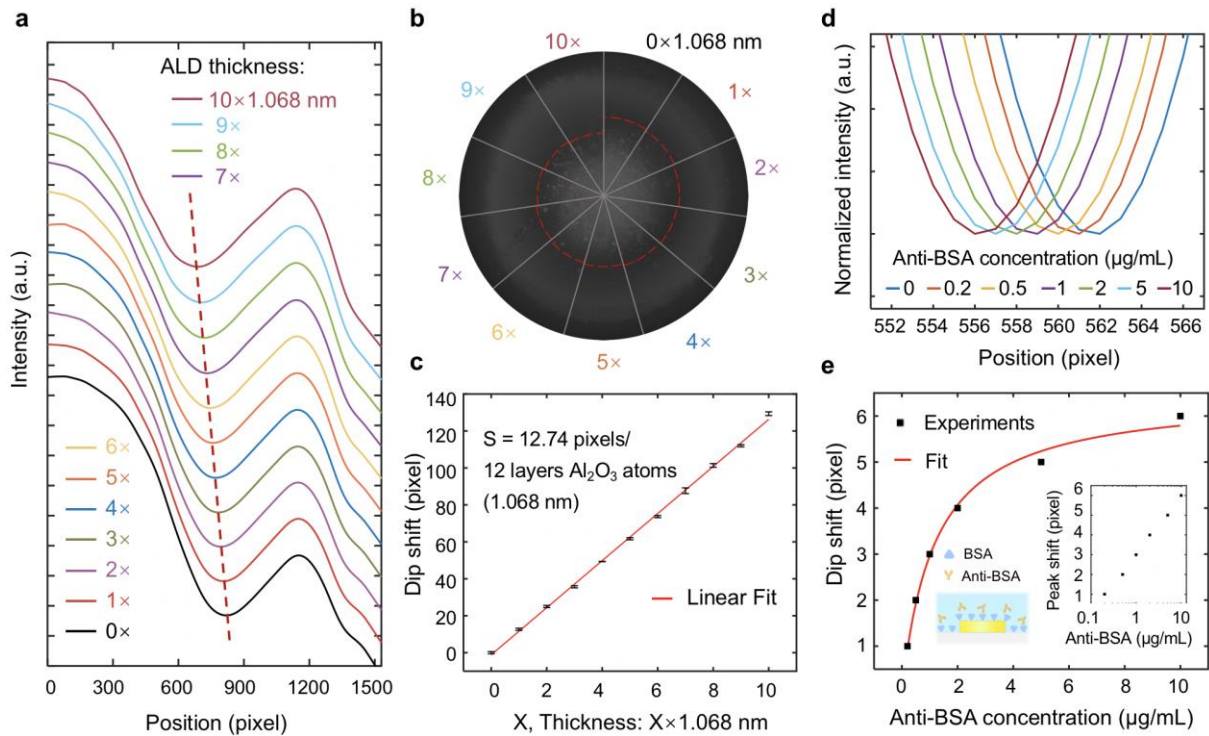 a
ALD thickness:
10×1.068 nm
9×
8×
7×
6×
5×
4×
3×
2×
1×
0×
Intensity (a.u.)
0 300 600 900 1200 1500
Position (pixel)
b
10×
0×1.068 nm
9×
1×
8×
2×
7×
3×
6×
4×
5×
c
S = 12.74 pixels/
12 layers Al₂O₃ atoms
(1.068 nm)
Linear Fit
Dip shift (pixel)
140
120
100
80
60
40
20
0
0 2 4 6 8 10
X, Thickness: X×1.068 nm
d
Normalized intensity (a.u.)
Anti-BSA concentration (μg/mL)
0 0.2 0.5 1 2 5 10
552 554 556 558 560 562 564 566
Position (pixel)
e
Experiments
Fit
Dip shift (pixel)
6
5
4
3
2
1
BSA
Anti-BSA
Peak shift (pixel)
6
5
4
3
2
1
0.1 1 10
Anti-BSA (μg/mL)
0 2 4 6 8 10
Anti-BSA concentration (μg/mL)